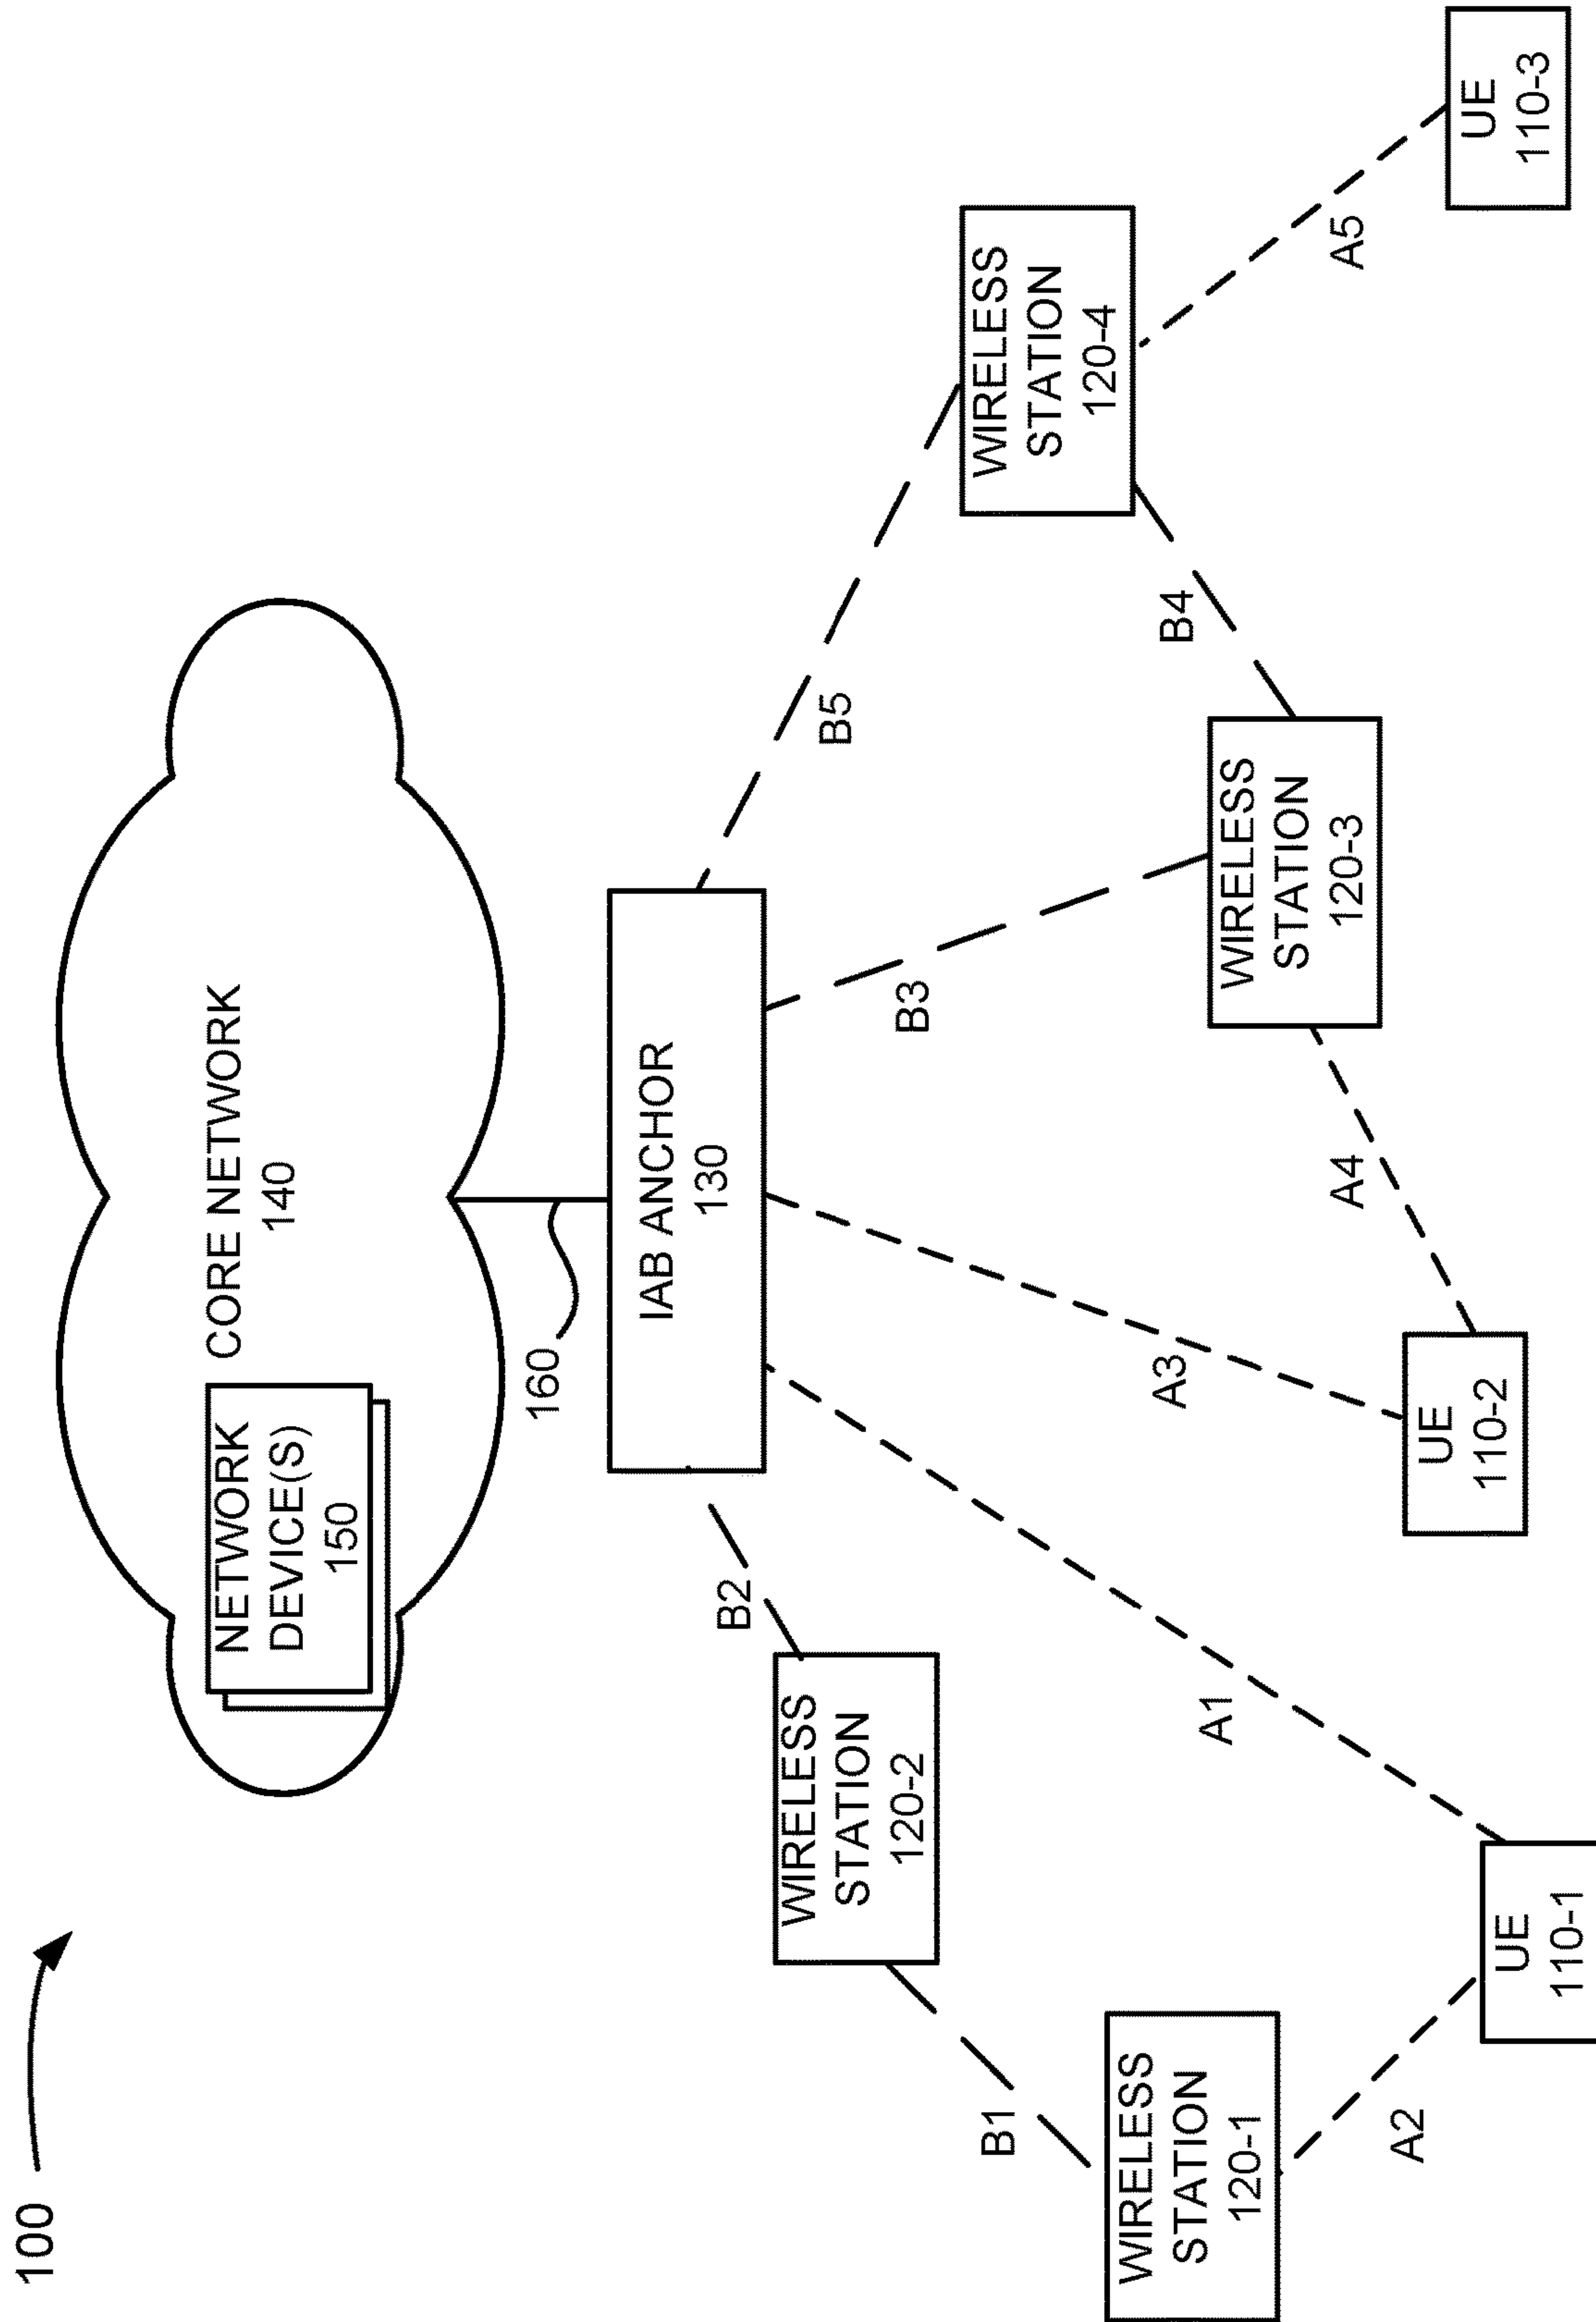 100
CORE NETWORK
140
NETWORK
DEVICE(S)
150
160
IAB ANCHOR
130
B2
B5
WIRELESS
STATION
120-2
B3
WIRELESS
STATION
120-4
B1
B4
A1
A3
A4
A5
WIRELESS
STATION
120-1
WIRELESS
STATION
120-3
A2
UE
110-1
UE
110-2
UE
110-3